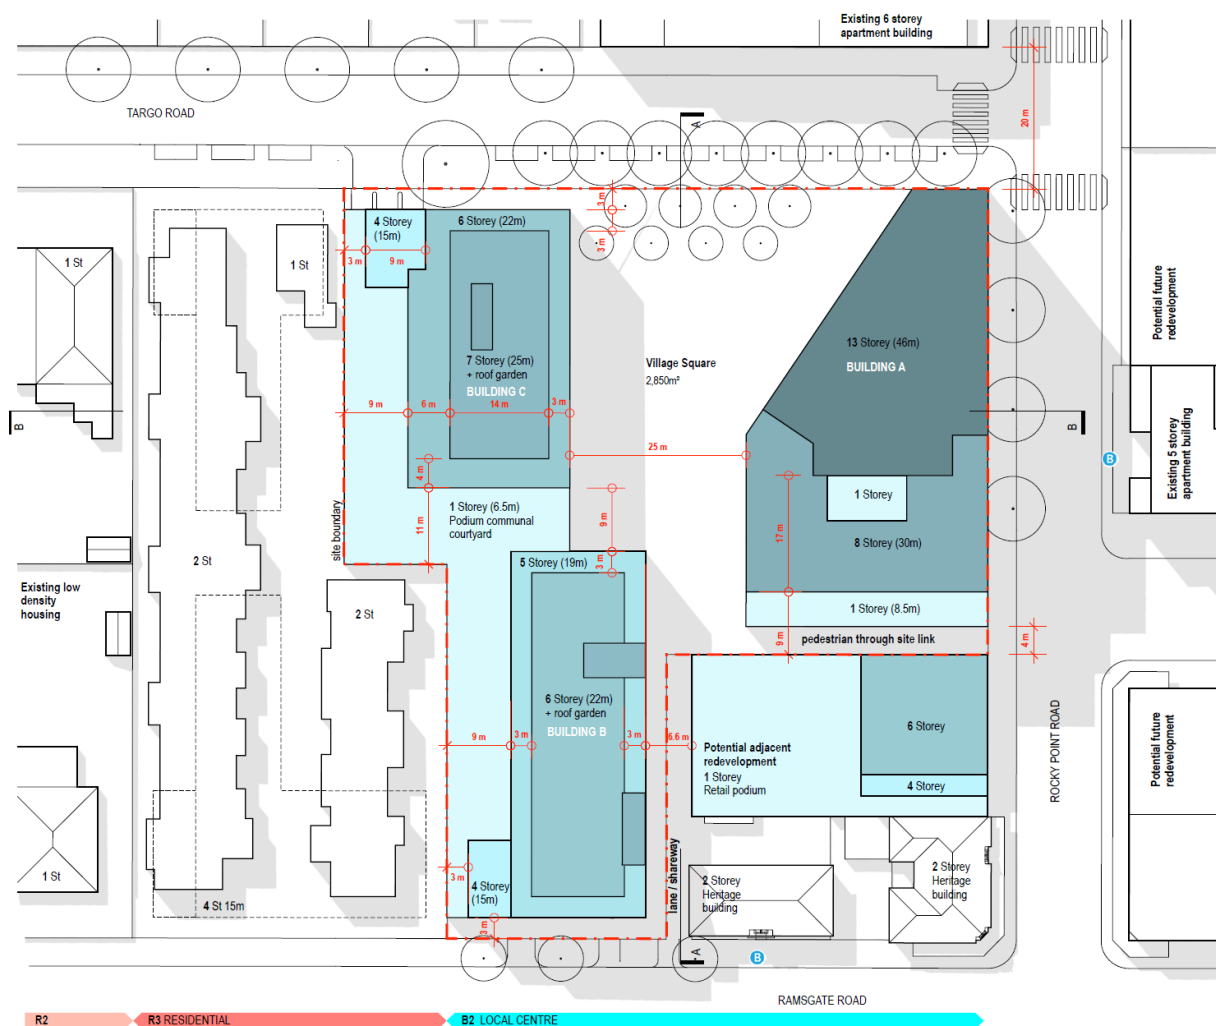 Existing 6 storey
apartment building
TARGO ROAD
A
20 m
3 m
3 m
4 Storey
(15m)
6 Storey (22m)
3 m
9 m
1 St
1 St
7 Storey (25m)
+ roof garden
BUILDING C
Village Square
2,850m²
13 Storey (46m)
BUILDING A
Potential future
redevelopment
9 m
6 m
14 m
3 m
B
B
25 m
B
Existing 5 storey
apartment building
4 m
1 Storey
1 Storey (6.5m)
Podium communal
courtyard
11 m
9 m
17 m
8 Storey (30m)
site boundary
2 St
5 Storey (19m)
3 m
Existing low
density
housing
2 St
1 Storey (8.5m)
pedestrian through site link
9 m
4 m
6 Storey (22m)
+ roof garden
BUILDING B
6 Storey
9 m
3 m
3 m
6.6 m
Potential adjacent
redevelopment
1 Storey
Retail podium
4 Storey
ROCKY POINT ROAD
Potential future
redevelopment
1 St
4 St 15m
3 m
4 Storey
(15m)
lane / shareway
2 Storey
Heritage
building
2 Storey
Heritage
building
3 m
A
B
RAMSGATE ROAD
R2
R3 RESIDENTIAL
B2 LOCAL CENTRE